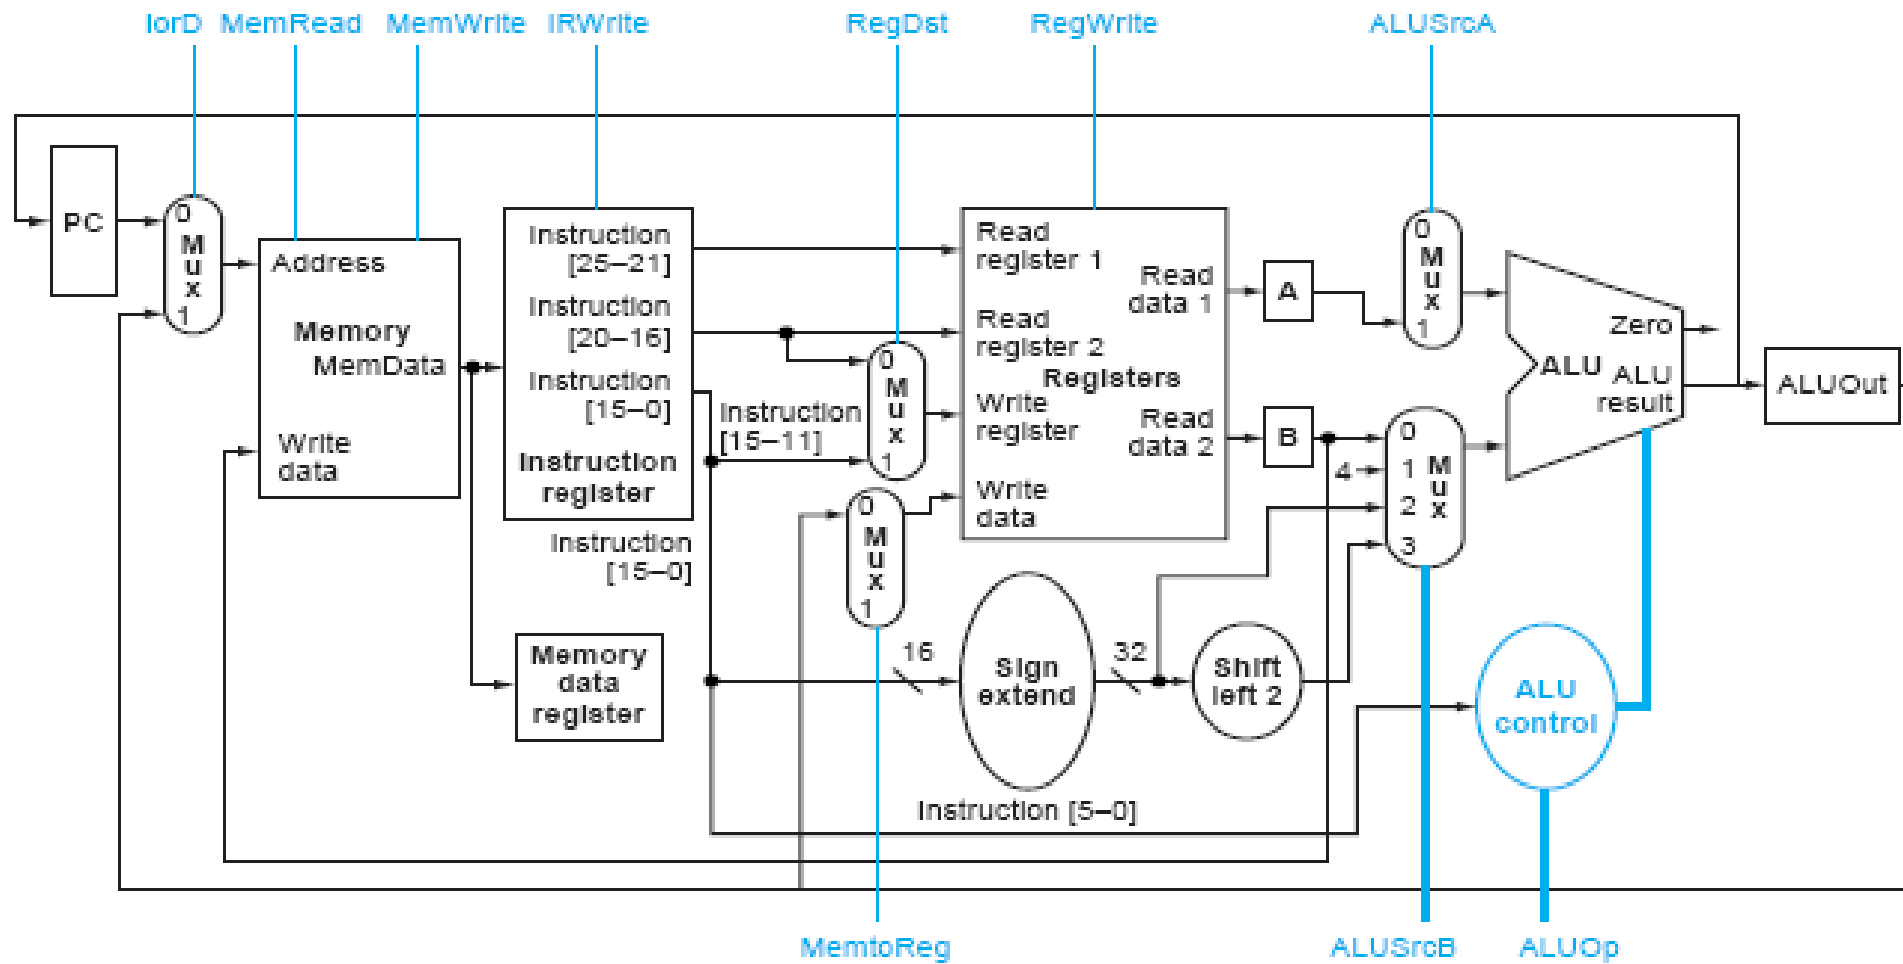 IorD MemRead MemWrite IRWrite RegDst RegWrite ALUSrcA
PC
0
M
u
x
1
Address
Memory
MemData
Write
data
Instruction
[25–21]
Instruction
[20–16]
Instruction
[15–0]
Instruction
register
Instruction
[15–0]
Memory
data
register
Instruction
[15–11]
0
M
u
x
1
0
M
u
x
1
Read
register 1
Read
register 2
Registers
Write
register
Write
data
Read
data 1
Read
data 2
16
Sign
extend
32
Shift
left 2
Instruction [5–0]
A
B
4
0
M
u
x
1
0
1
2
3
M
u
x
Zero
ALU
ALU
result
ALUOut
ALU
control
MemtoReg ALUSrcB ALUOp